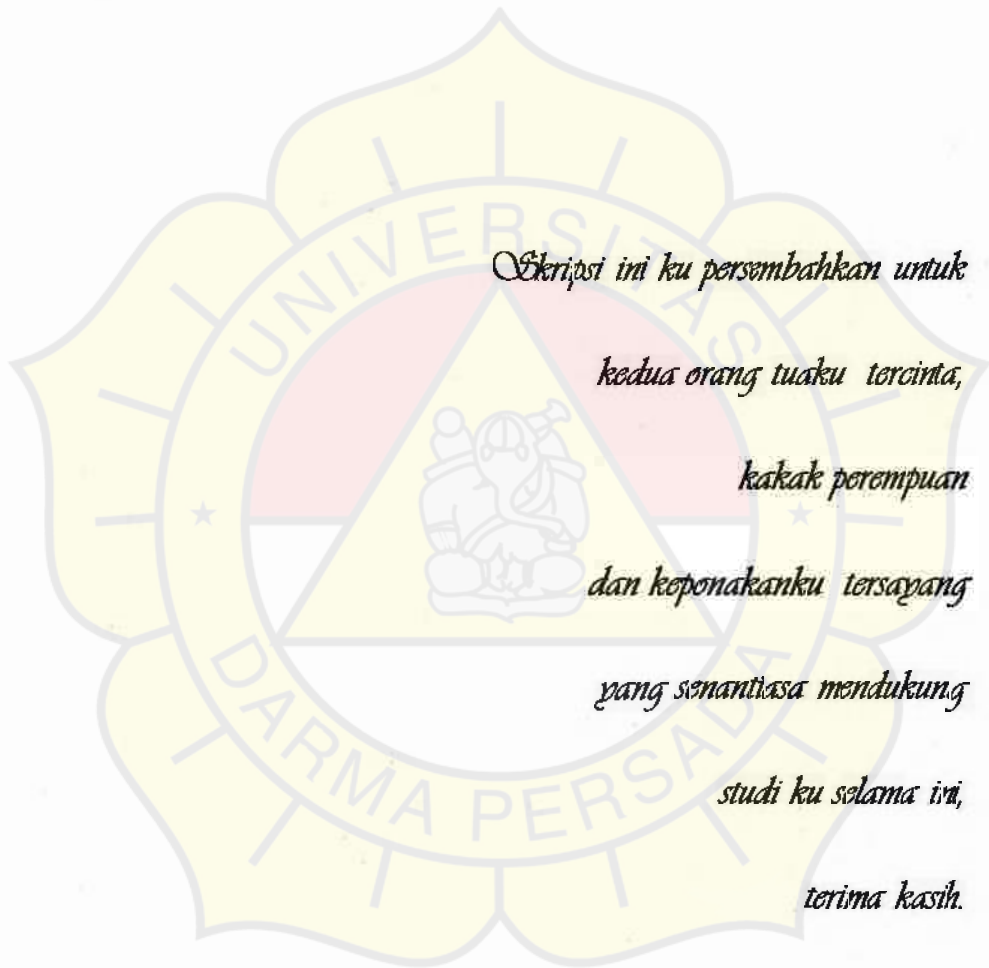 UNIVERSITAS
DARMA PERSADA
Skripsi ini ku persembahkan untuk
kedua orang tuaku tercinta,
kakak perempuan
dan keponakanku tersayang
yang senantiasa mendukung
studi ku selama ini,
terima kasih.